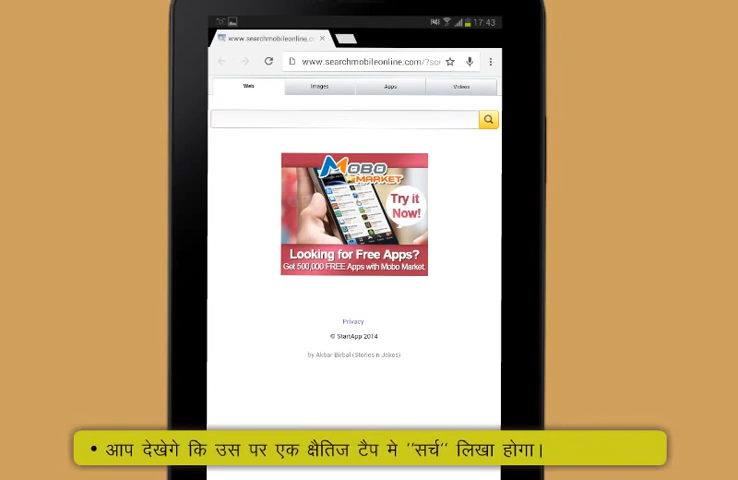 17:43
www.searchmobileonline.co
www.searchmobileonline.com/?sou
Web Images Apps Videos
MOBO
MARKET
Try it
Now!
Looking for Free Apps?
Get 500,000 FREE Apps with Mobo Market.
Privacy
© StartApp 2014
by Akbar Birbal (Stories n Jokes)
• आप देखेगे कि उस पर एक क्षैतिज टैप मे "सर्च" लिखा होगा।